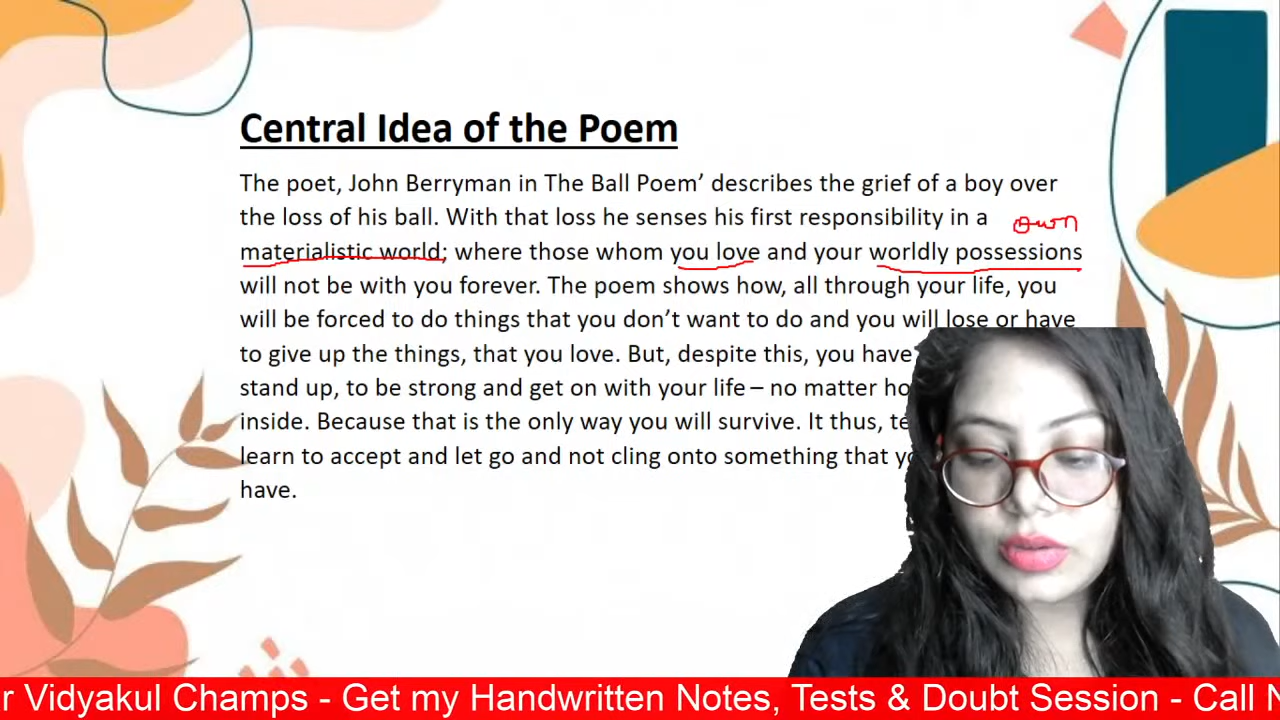 Central Idea of the Poem
The poet, John Berryman in The Ball Poem’ describes the grief of a boy over
the loss of his ball. With that loss he senses his first responsibility in a
own
materialistic world; where those whom you love and your worldly possessions
will not be with you forever. The poem shows how, all through your life, you
will be forced to do things that you don’t want to do and you will lose or have
to give up the things, that you love. But, despite this, you have
stand up, to be strong and get on with your life – no matter
inside. Because that is the only way you will survive. It thus,
learn to accept and let go and not cling onto something that
have.
Vidyakul Champs - Get my Handwritten Notes, Tests & Doubt Session - Call